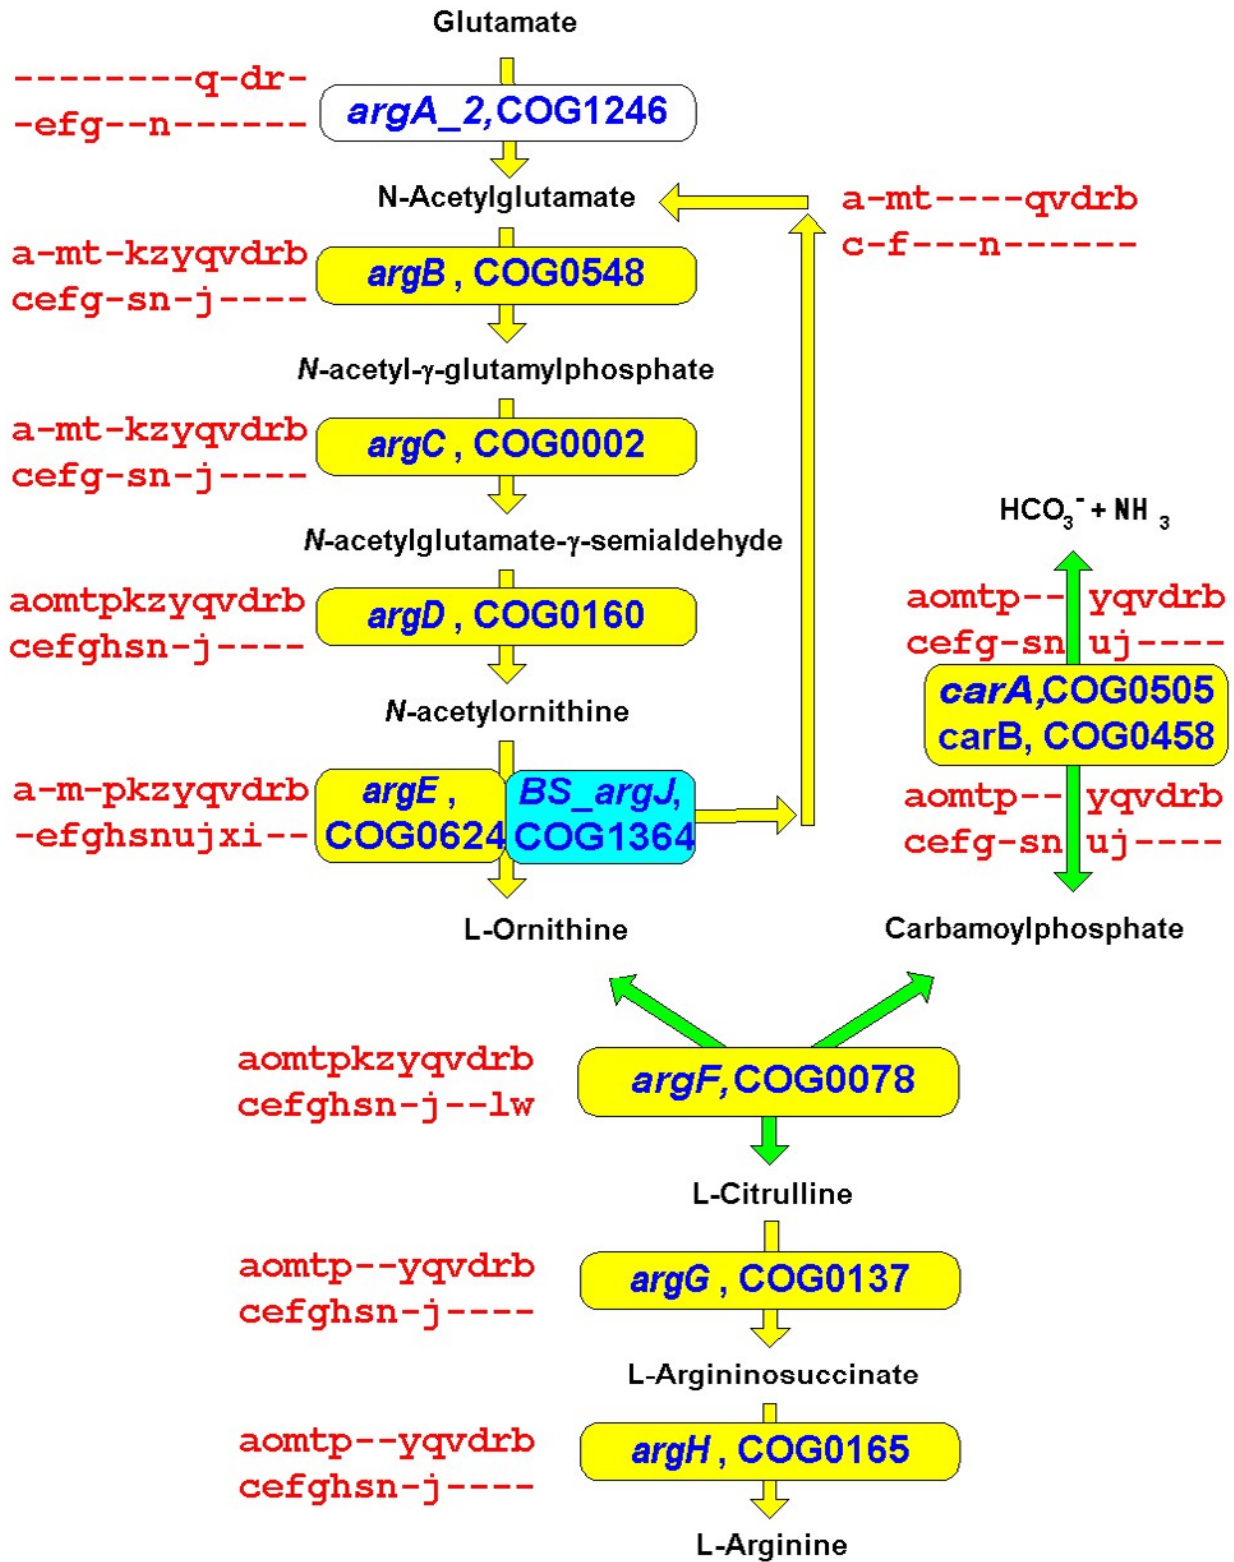 Glutamate
--------q-dr-
-efg--n------
argA_2,COG1246
N-Acetylglutamate
a-mt----qvdrb
c-f---n------
a-mt-kzyqvdrb
cefg-sn-j----
argB , COG0548
N-acetyl-γ-glutamylphosphate
a-mt-kzyqvdrb
cefg-sn-j----
argC , COG0002
N-acetylglutamate-γ-semialdehyde
aomtpkzyqvdrb
cefghsn-j----
argD , COG0160
N-acetylornithine
a-m-pkzyqvdrb
-efghsnujxi--
argE ,
COG0624
BS_argJ,
COG1364
L-Ornithine
HCO₃⁻ + NH ₃
aomtp-- yqvdrb
cefg-sn uj----
carA,COG0505
carB, COG0458
aomtp-- yqvdrb
cefg-sn uj----
Carbamoylphosphate
aomtpkzyqvdrb
cefghsn-j--lw
argF,COG0078
L-Citrulline
aomtp--yqvdrb
cefghsn-j----
argG , COG0137
L-Argininosuccinate
aomtp--yqvdrb
cefghsn-j----
argH , COG0165
L-Arginine